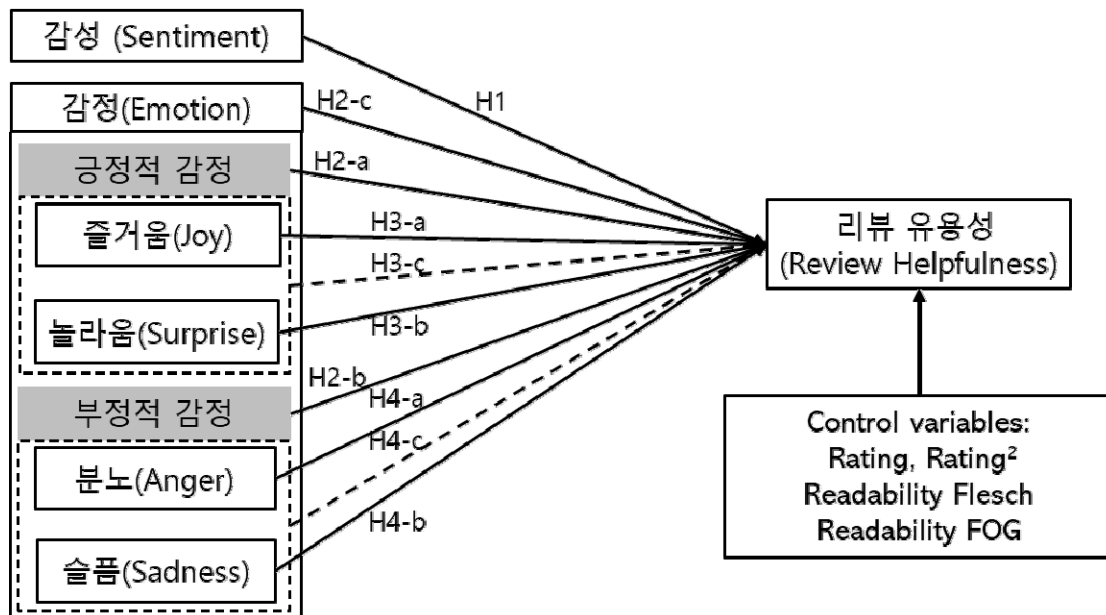 감성 (Sentiment)
감정(Emotion)
긍정적 감정
즐거움(Joy)
놀라움(Surprise)
부정적 감정
분노(Anger)
슬픔(Sadness)
H1
H2-c
H2-a
H3-a
H3-c
H3-b
H2-b
H4-a
H4-c
H4-b
리뷰 유용성
(Review Helpfulness)
Control variables:
Rating, Rating²
Readability Flesch
Readability FOG